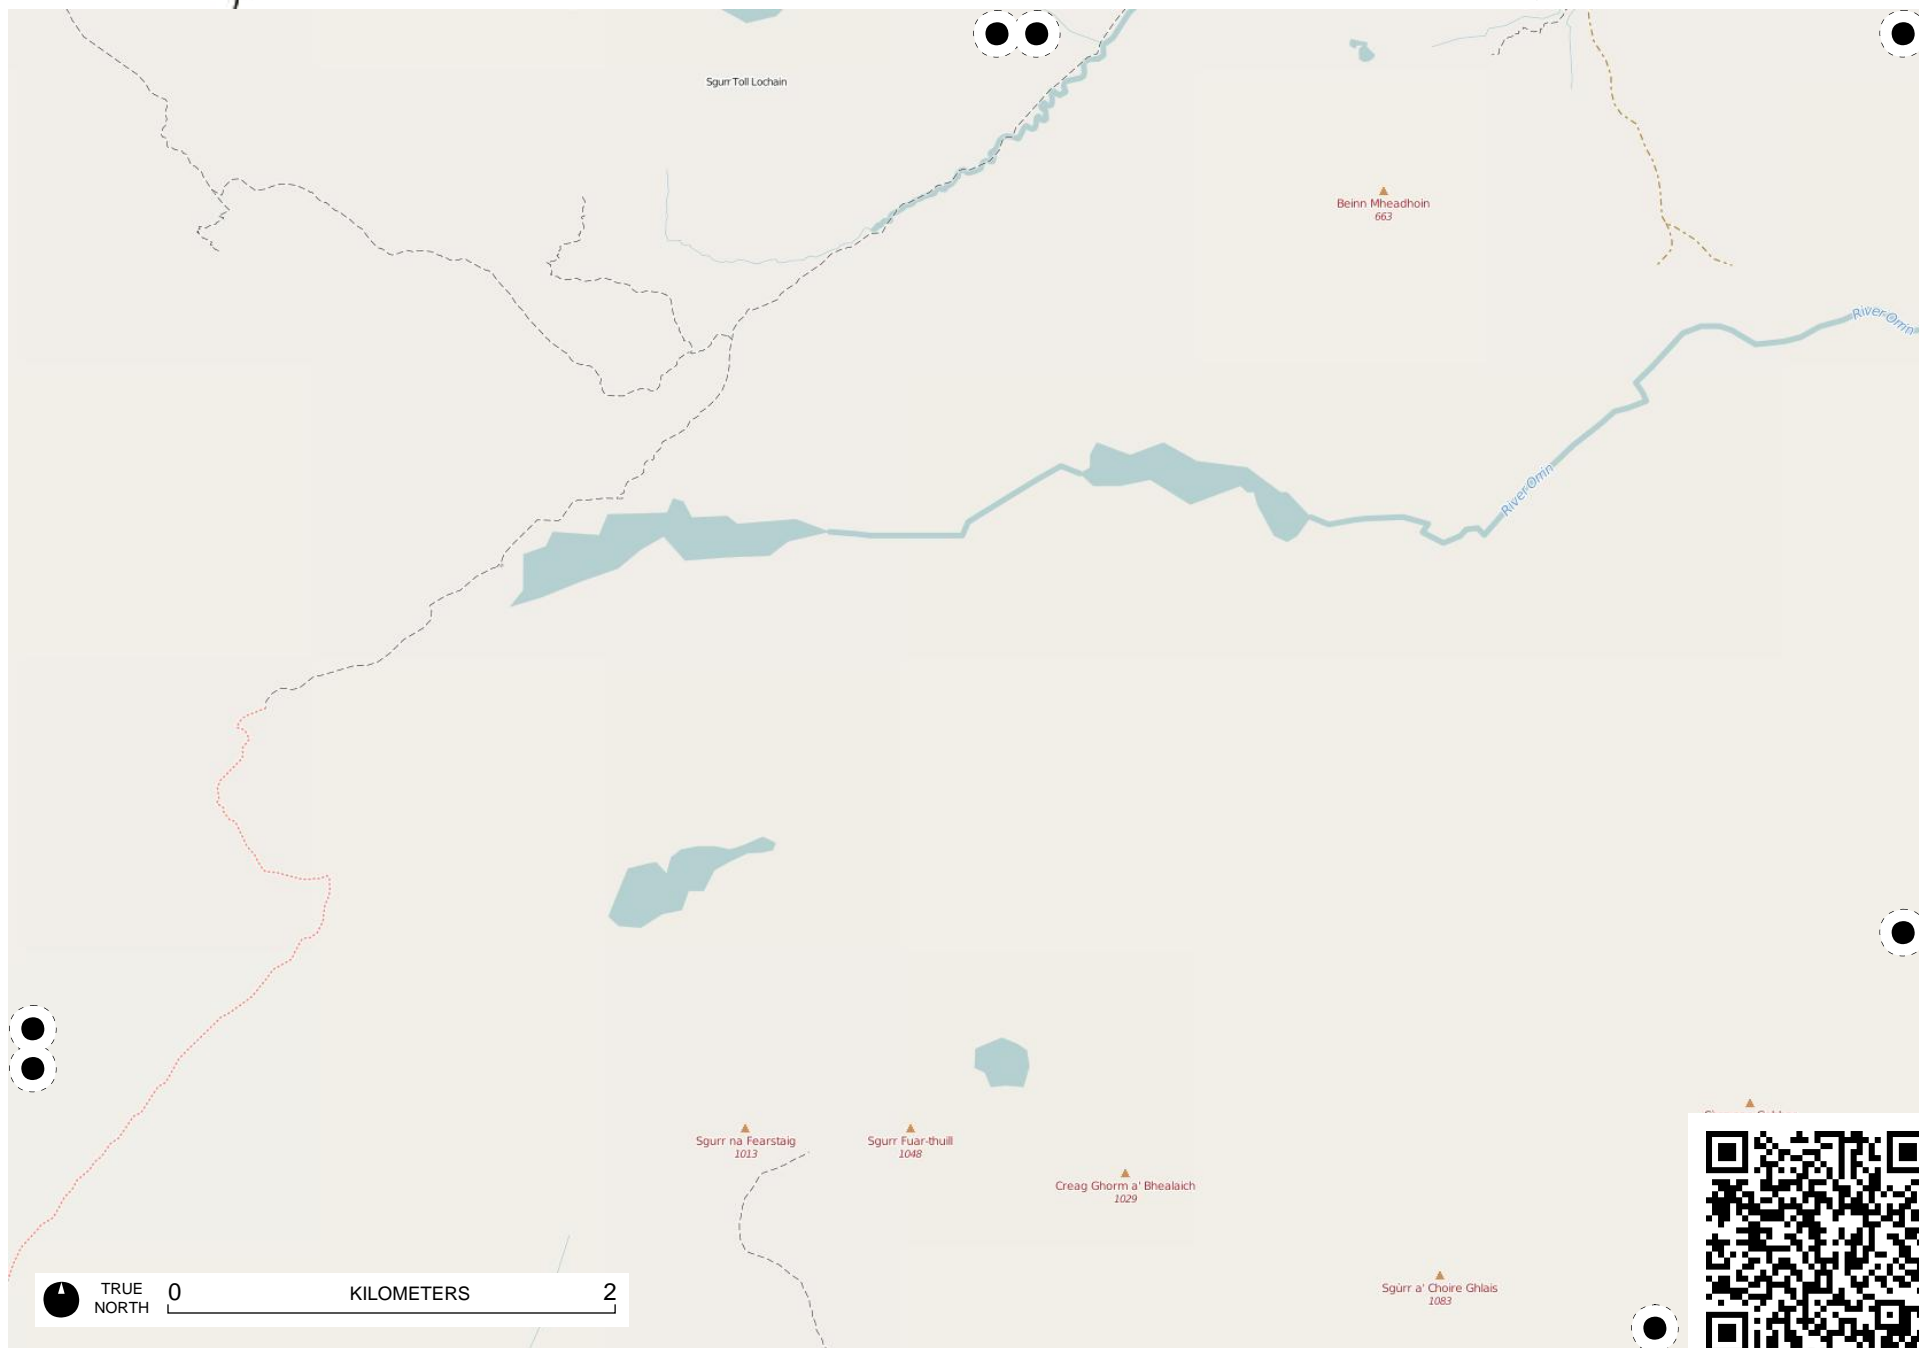 Sgurr Toll Lochain
Beinn Mheadhoin
663
River Orrin
River Orrin
Sgurr na Fearstaig
1013
Sgurr Fuar-thuill
1048
Creag Ghorm a' Bhealaich
1029
Sgùrr a' Choire Ghlais
1083
TRUE
NORTH
0 KILOMETERS 2